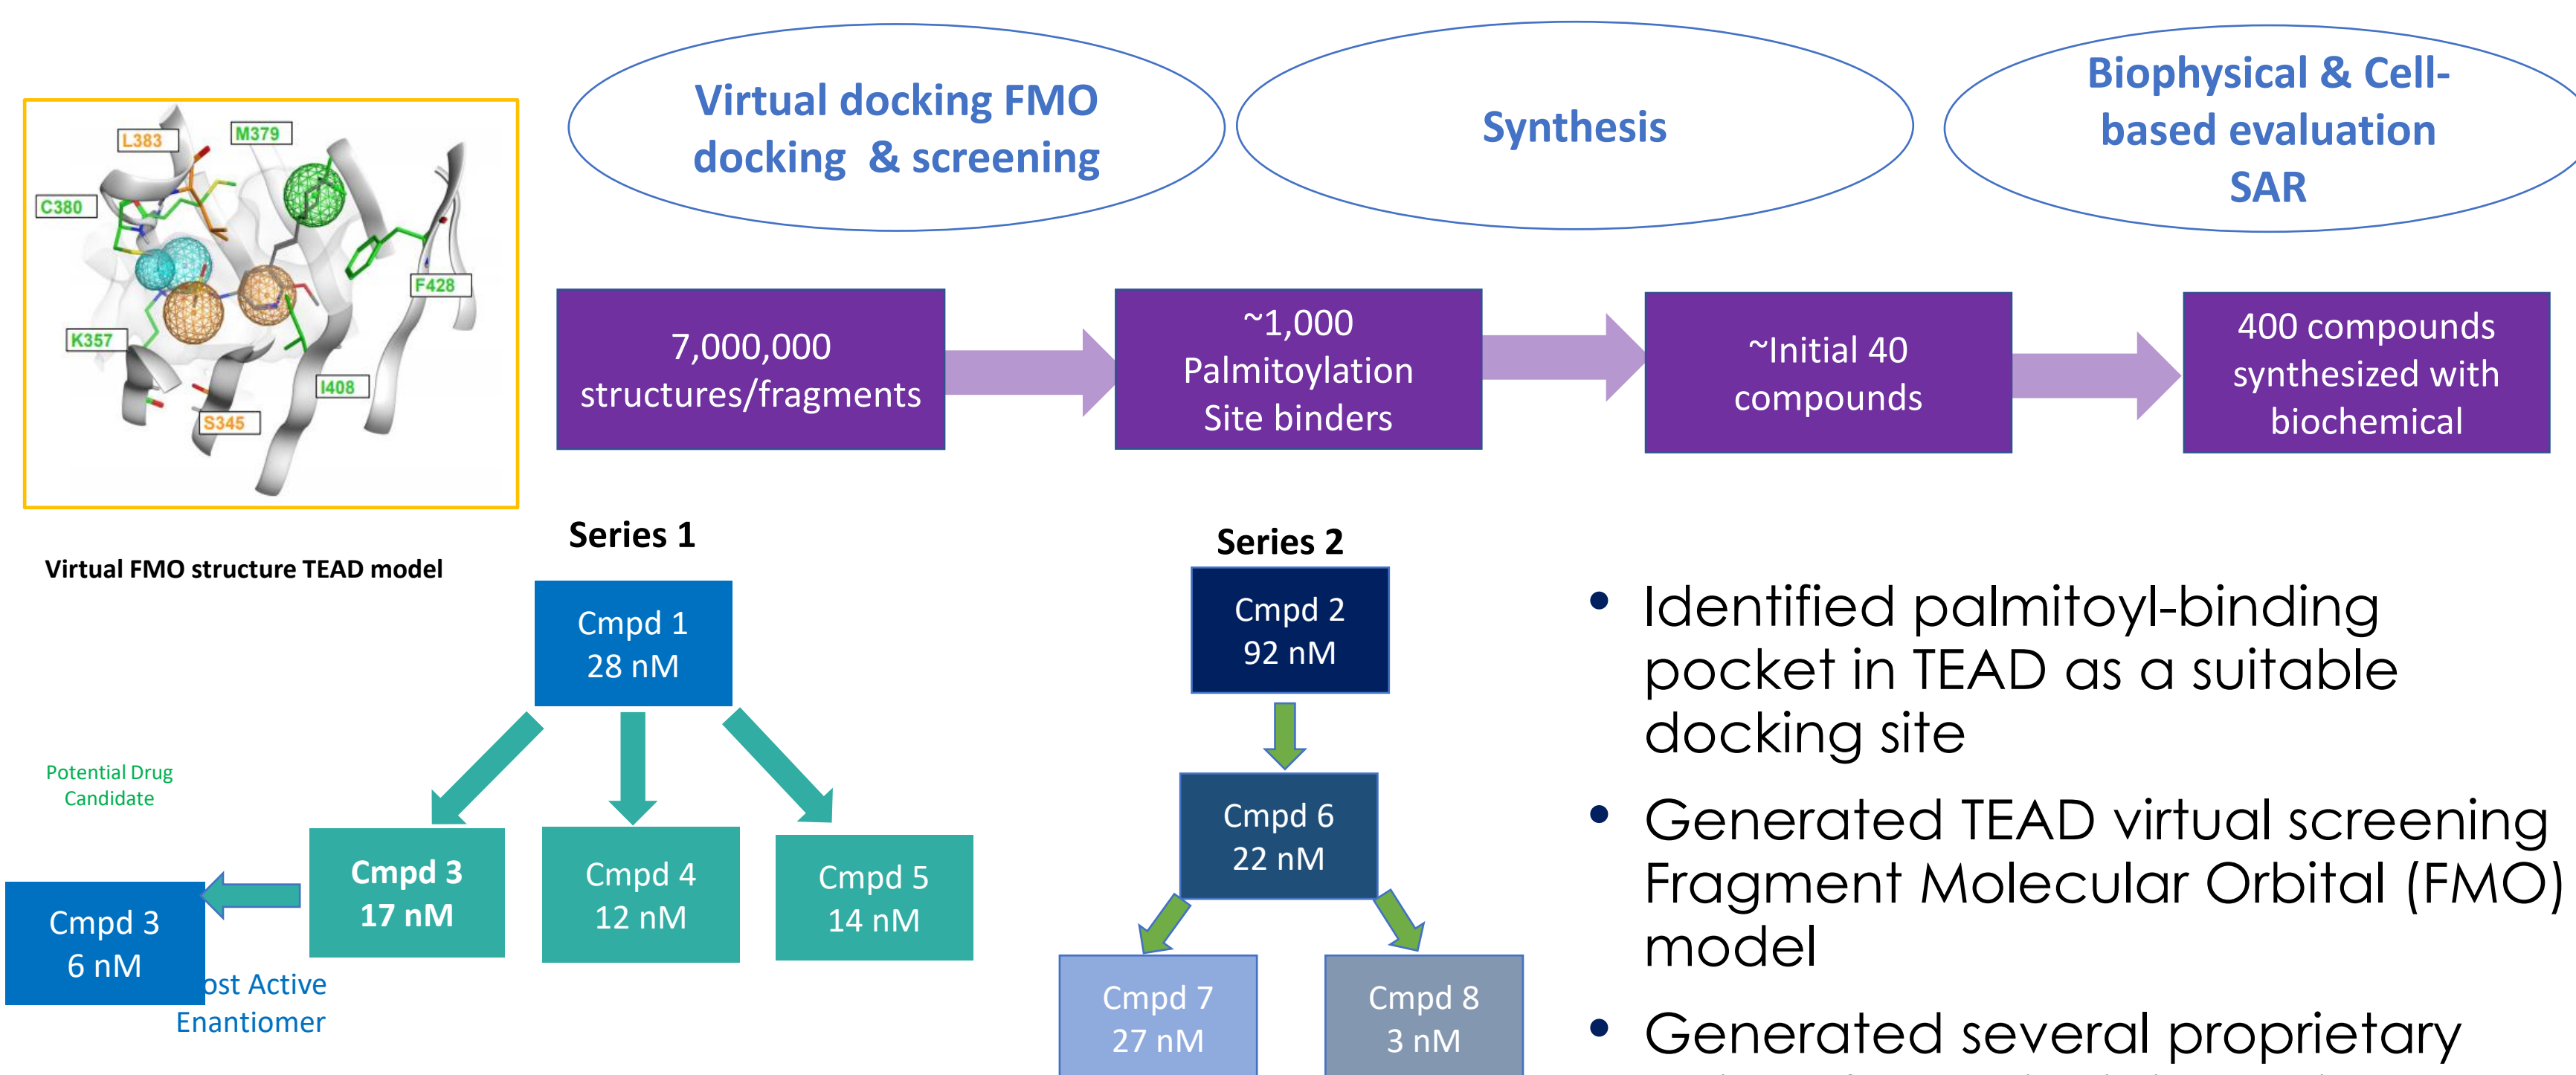 Virtual docking FMO
docking & screening
Synthesis
Biophysical & Cell-
based evaluation
SAR
L383
M379
C380
F428
K357
I408
S345
7,000,000
structures/fragments
~1,000
Palmitoylation
Site binders
~Initial 40
compounds
400 compounds
synthesized with
biochemical
Virtual FMO structure TEAD model
Series 1
Cmpd 1
28 nM
Potential Drug
Candidate
Cmpd 3
17 nM
Cmpd 4
12 nM
Cmpd 5
14 nM
Cmpd 3
6 nM
ost Active
Enantiomer
Series 2
Cmpd 2
92 nM
Cmpd 6
22 nM
Cmpd 7
27 nM
Cmpd 8
3 nM
• Identified palmitoyl-binding
pocket in TEAD as a suitable
docking site
• Generated TEAD virtual screening
Fragment Molecular Orbital (FMO)
model
• Generated several proprietary